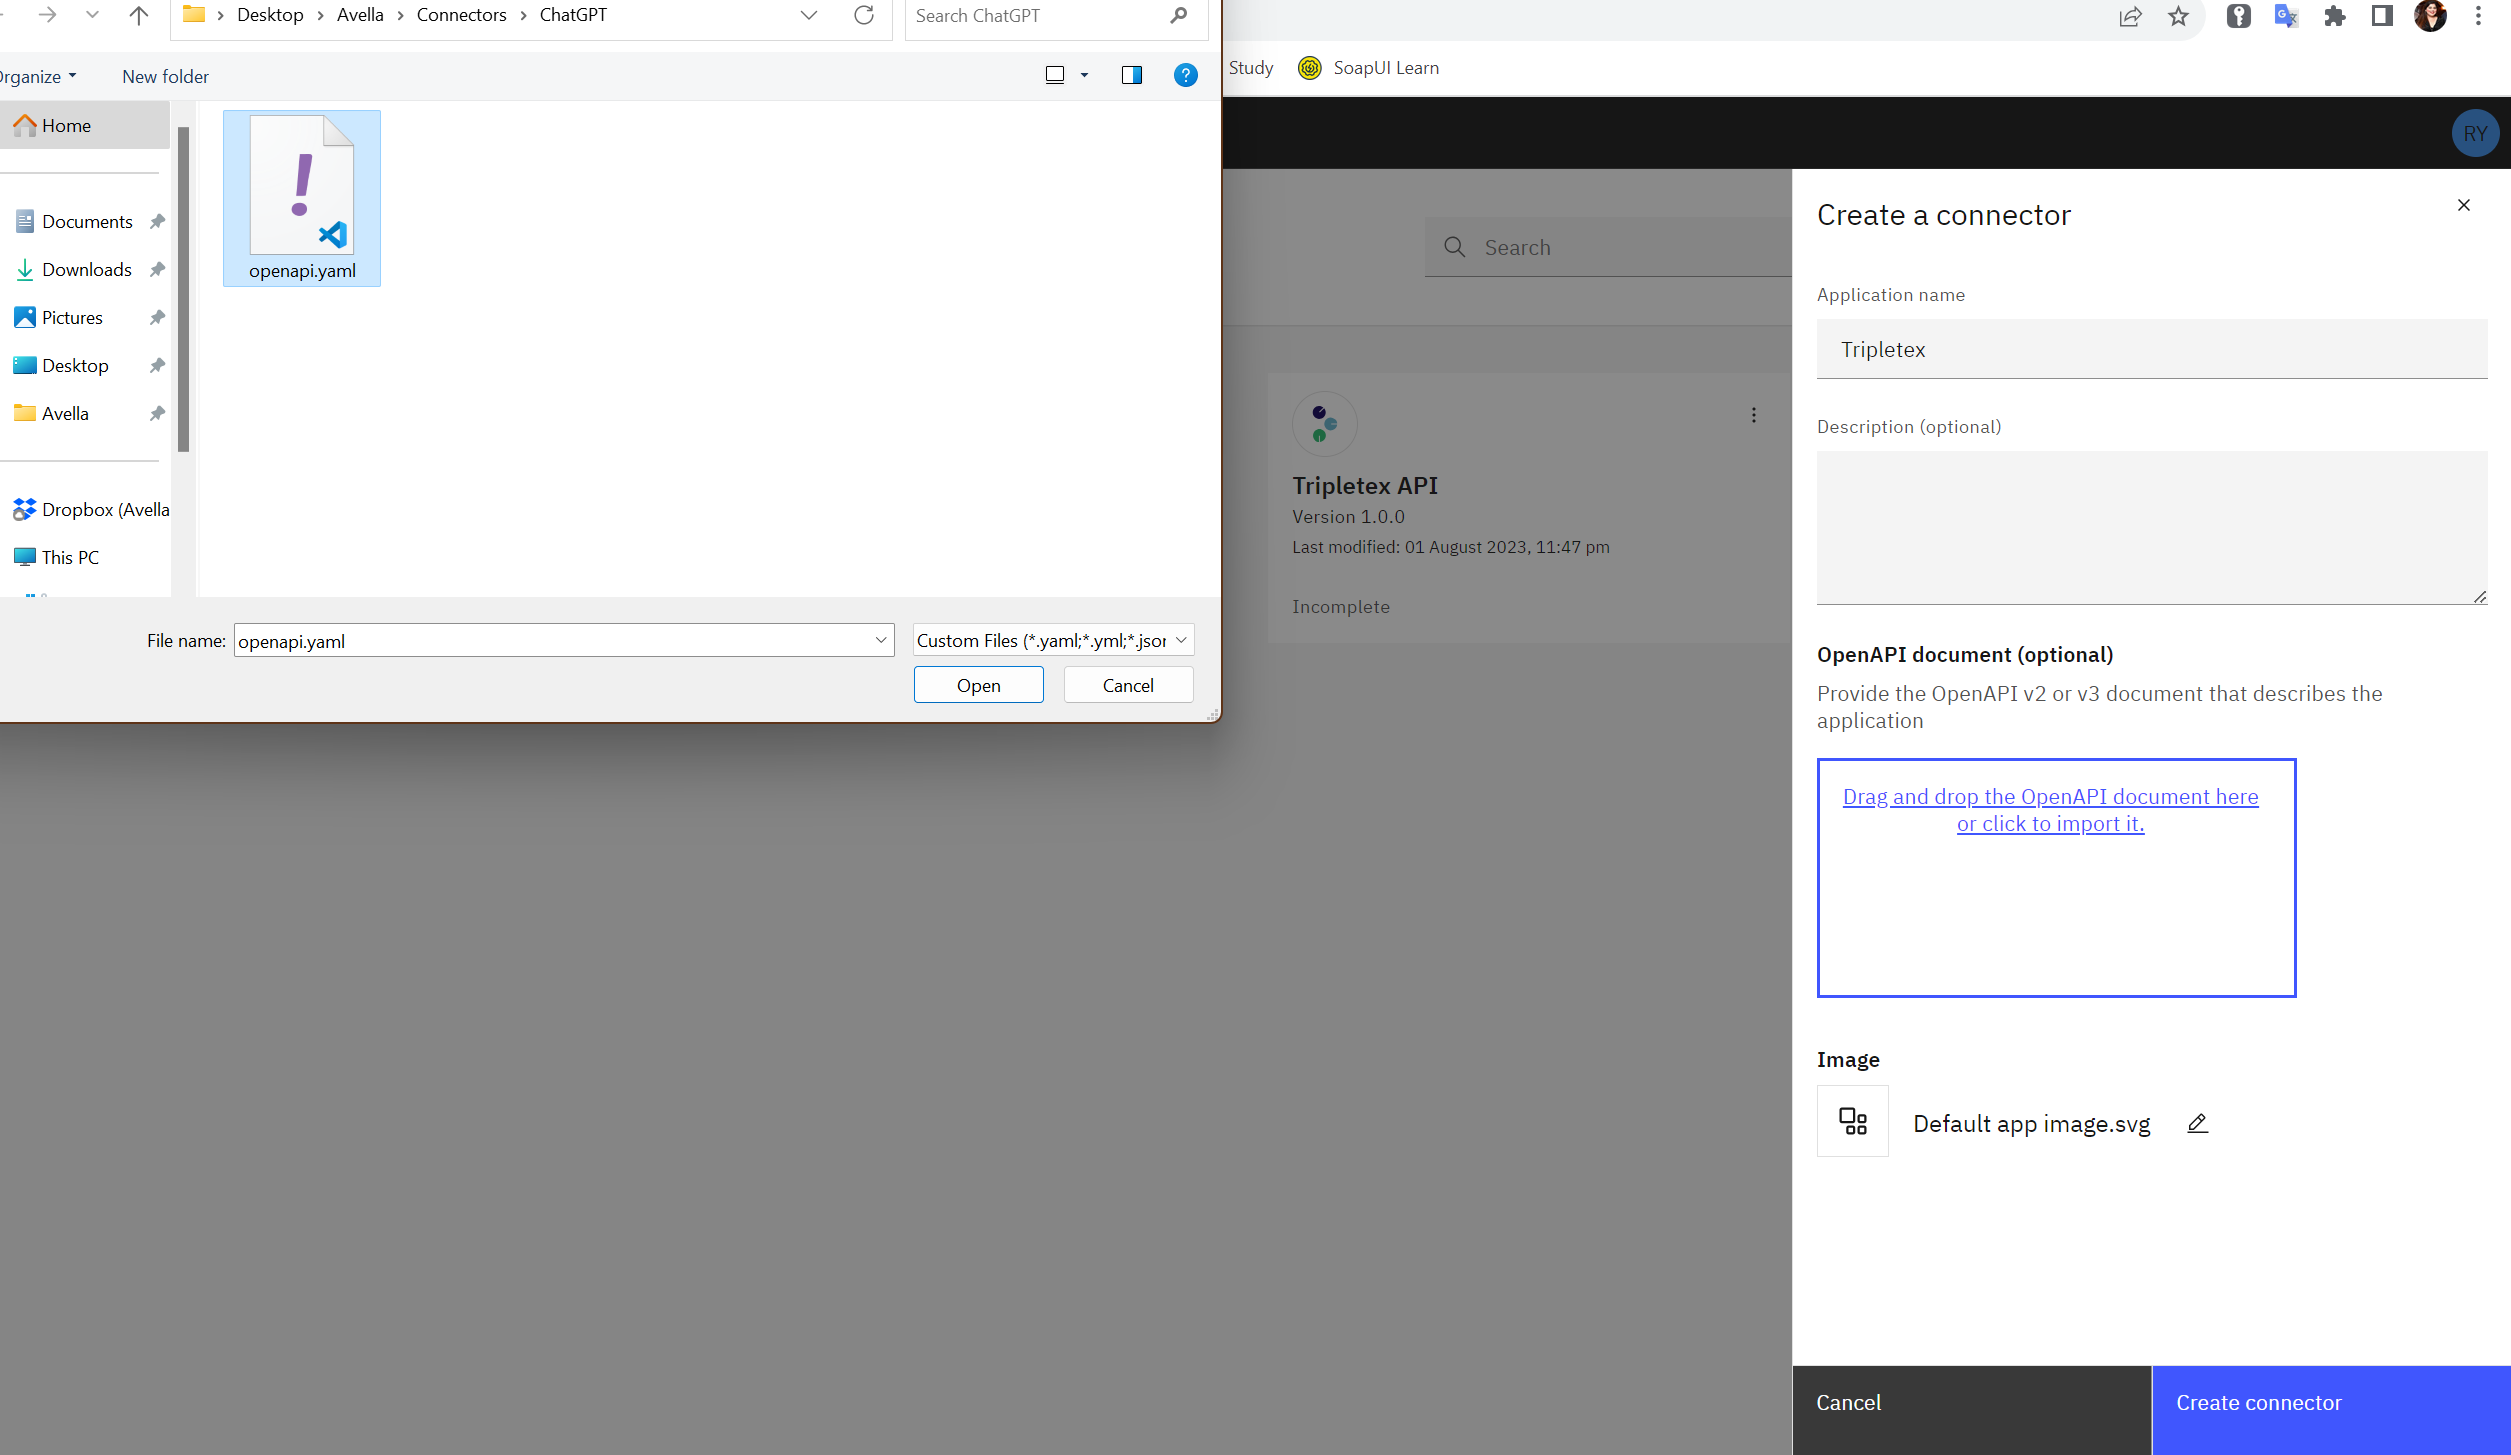 Desktop > Avella > Connectors > ChatGPT
Search ChatGPT
Organize
New folder
Home
Documents
Downloads
Pictures
Desktop
Avella
Dropbox (Avella
This PC
openapi.yaml
File name:
openapi.yaml
Custom Files (*.yaml;*.yml;*.jsor
Open
Cancel
Study
SoapUI Learn
RY
Search
Tripletex API
Version 1.0.0
Last modified: 01 August 2023, 11:47 pm
Incomplete
Create a connector
Application name
Tripletex
Description (optional)
OpenAPI document (optional)
Provide the OpenAPI v2 or v3 document that describes the
application
Drag and drop the OpenAPI document here
or click to import it.
Image
Default app image.svg
Cancel
Create connector